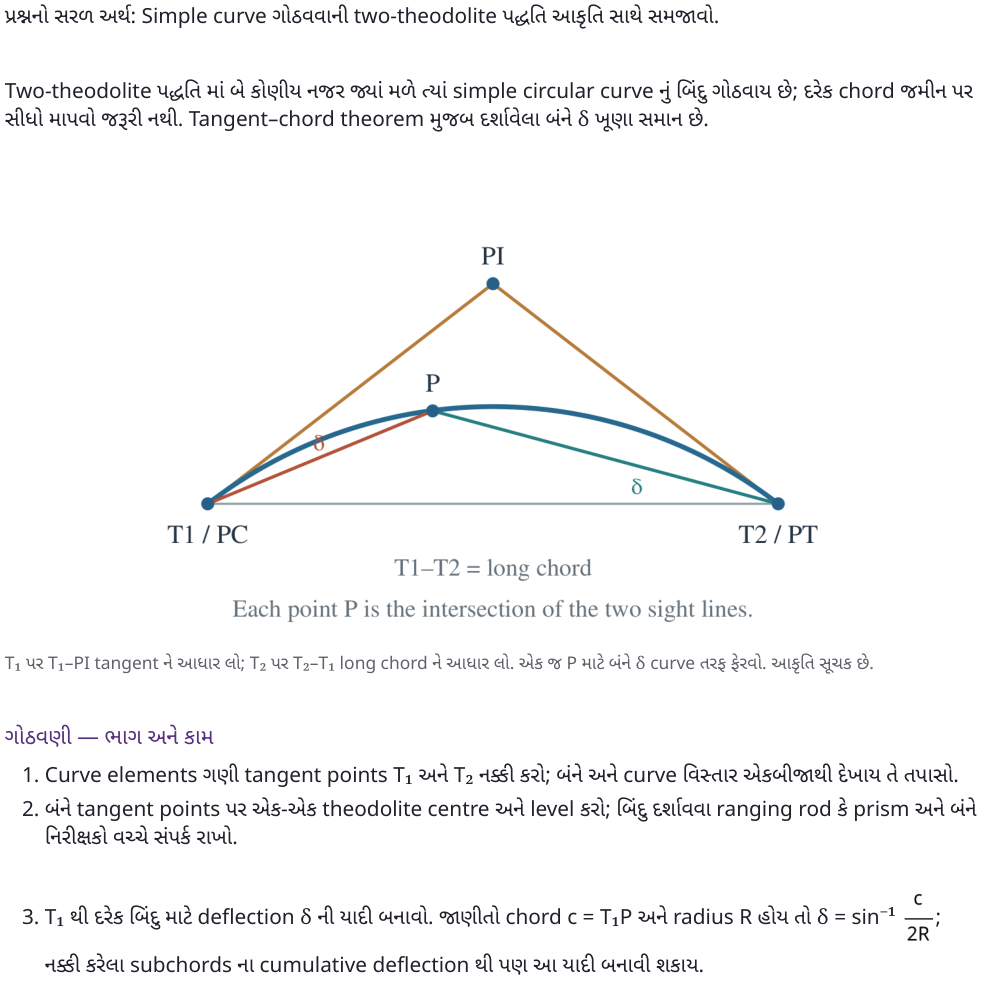 પ્રશ્નનો સરળ અર્થ: Simple curve ગોઠવવાની two-theodolite પદ્ધતિ આકૃતિ સાથે સમજાવો.
Two-theodolite પદ્ધતિ માં બે કોણીય નજર જ્યાં મળે ત્યાં simple circular curve નું બિંદુ ગોઠવાય છે; દરેક chord જમીન પર
સીધો માપવો જરૂરી નથી. Tangent–chord theorem મુજબ દર્શાવેલા બંને δ ખૂણા સમાન છે.
PI
P
δ
δ
T1 / PC
T2 / PT
T1–T2 = long chord
Each point P is the intersection of the two sight lines.
T₁ પર T₁–PI tangent ને આધાર લો; T₂ પર T₂–T₁ long chord ને આધાર લો. એક જ P માટે બંને δ curve તરફ ફેરવો. આકૃતિ સૂચક છે.
ગોઠવણી — ભાગ અને કામ
1. Curve elements ગણી tangent points T₁ અને T₂ નક્કી કરો; બંને અને curve વિસ્તાર એકબીજાથી દેખાય તે તપાસો.
2. બંને tangent points પર એક-એક theodolite centre અને level કરો; બિંદુ દર્શાવવા ranging rod કે prism અને બંને
નિરીક્ષકો વચ્ચે સંપર્ક રાખો.
3. T₁ થી દરેક બિંદુ માટે deflection δ ની યાદી બનાવો. જાણીતો chord c = T₁P અને radius R હોય તો δ = sin⁻¹ c/2R;
નક્કી કરેલા subchords ના cumulative deflection થી પણ આ યાદી બનાવી શકાય.